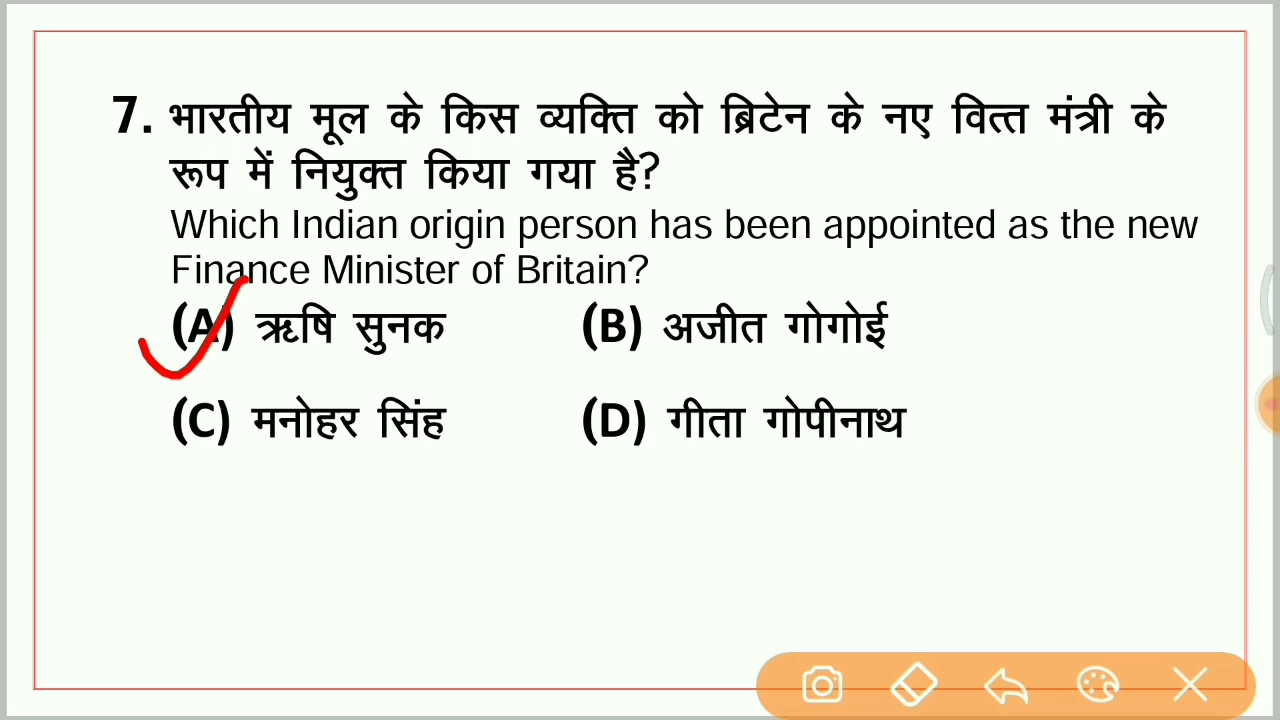 7. भारतीय मूल के किस व्यक्ति को ब्रिटेन के नए वित्त मंत्री के
रूप में नियुक्त किया गया है?
Which Indian origin person has been appointed as the new
Finance Minister of Britain?
(A) ऋषि सुनक (B) अजीत गोगोई
(C) मनोहर सिंह (D) गीता गोपीनाथ